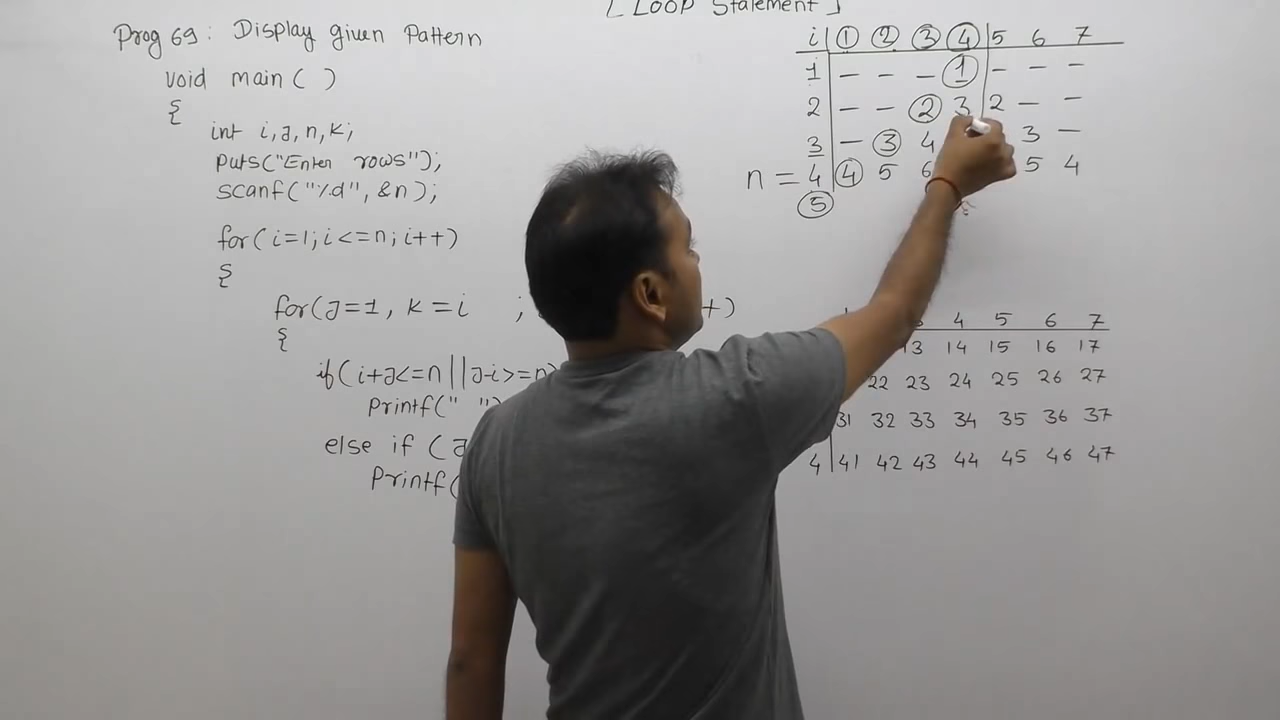 [ LOOP Statement ]
Prog 69: Display given Pattern
void main( )
{
int i,J,n,k;
puts("Enter rows");
scanf("%d", &n);
for(i=1;i<=n;i++)
{
for(J=1, K=i ;
+)
{
if(i+J<=n||J-i>=n)
Printf(" ")
else if (J
Printf(
i 1 2 3 4 5 6 7
1 - - - 1 - - -
2 - - 2 3 2 - -
3 - 3 4 3 -
n = 4 4 5 6 5 4
5
4 5 6 7
13 14 15 16 17
22 23 24 25 26 27
31 32 33 34 35 36 37
4 41 42 43 44 45 46 47